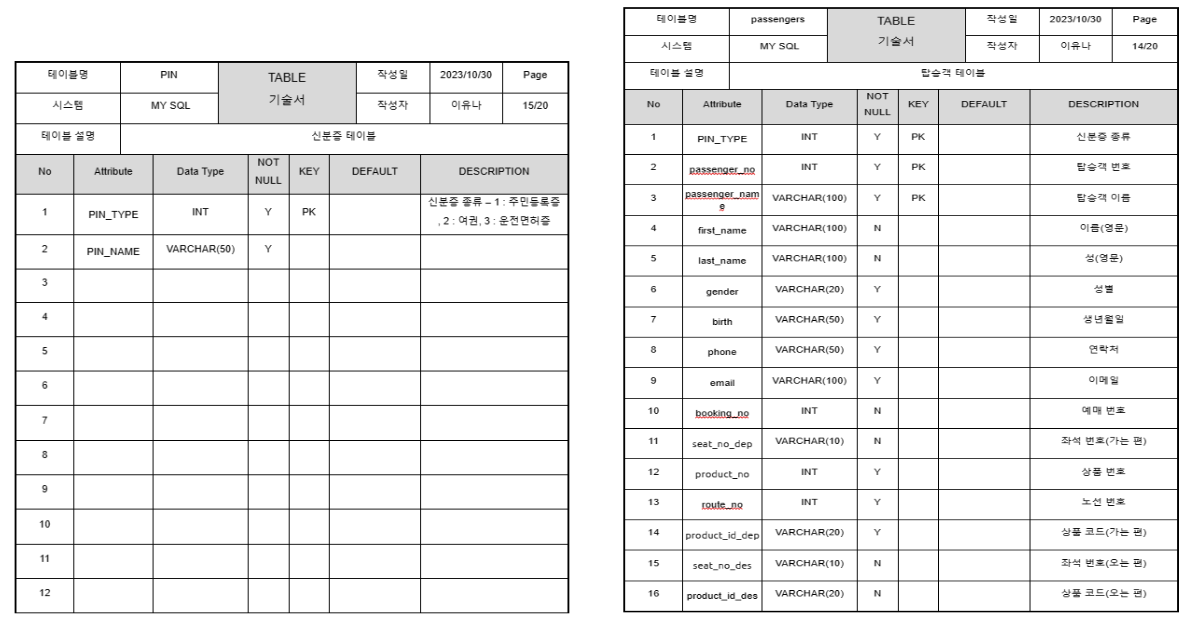 테이블명 PIN TABLE 기술서 작성일 2023/10/30 Page
시스템 MY SQL 작성자 이유나 15/20
테이블 설명 신분증 테이블
No Attribute Data Type NOT NULL KEY DEFAULT DESCRIPTION
1 PIN_TYPE INT Y PK 신분증 종류 – 1 : 주민등록증
, 2 : 여권, 3 : 운전면허증
2 PIN_NAME VARCHAR(50) Y
3
4
5
6
7
8
9
10
11
12
테이블명 passengers TABLE 기술서 작성일 2023/10/30 Page
시스템 MY SQL 작성자 이유나 14/20
테이블 설명 탑승객 테이블
No Attribute Data Type NOT NULL KEY DEFAULT DESCRIPTION
1 PIN_TYPE INT Y PK 신분증 종류
2 passenger_no INT Y PK 탑승객 번호
3 passenger_name VARCHAR(100) Y PK 탑승객 이름
4 first_name VARCHAR(100) N 이름(영문)
5 last_name VARCHAR(100) N 성(영문)
6 gender VARCHAR(20) Y 성별
7 birth VARCHAR(50) Y 생년월일
8 phone VARCHAR(50) Y 연락처
9 email VARCHAR(100) Y 이메일
10 booking_no INT N 예매 번호
11 seat_no_dep VARCHAR(10) N 좌석 번호(가는 편)
12 product_no INT Y 상품 번호
13 route_no INT Y 노선 번호
14 product_id_dep VARCHAR(20) Y 상품 코드(가는 편)
15 seat_no_des VARCHAR(10) N 좌석 번호(오는 편)
16 product_id_des VARCHAR(20) N 상품 코드(오는 편)